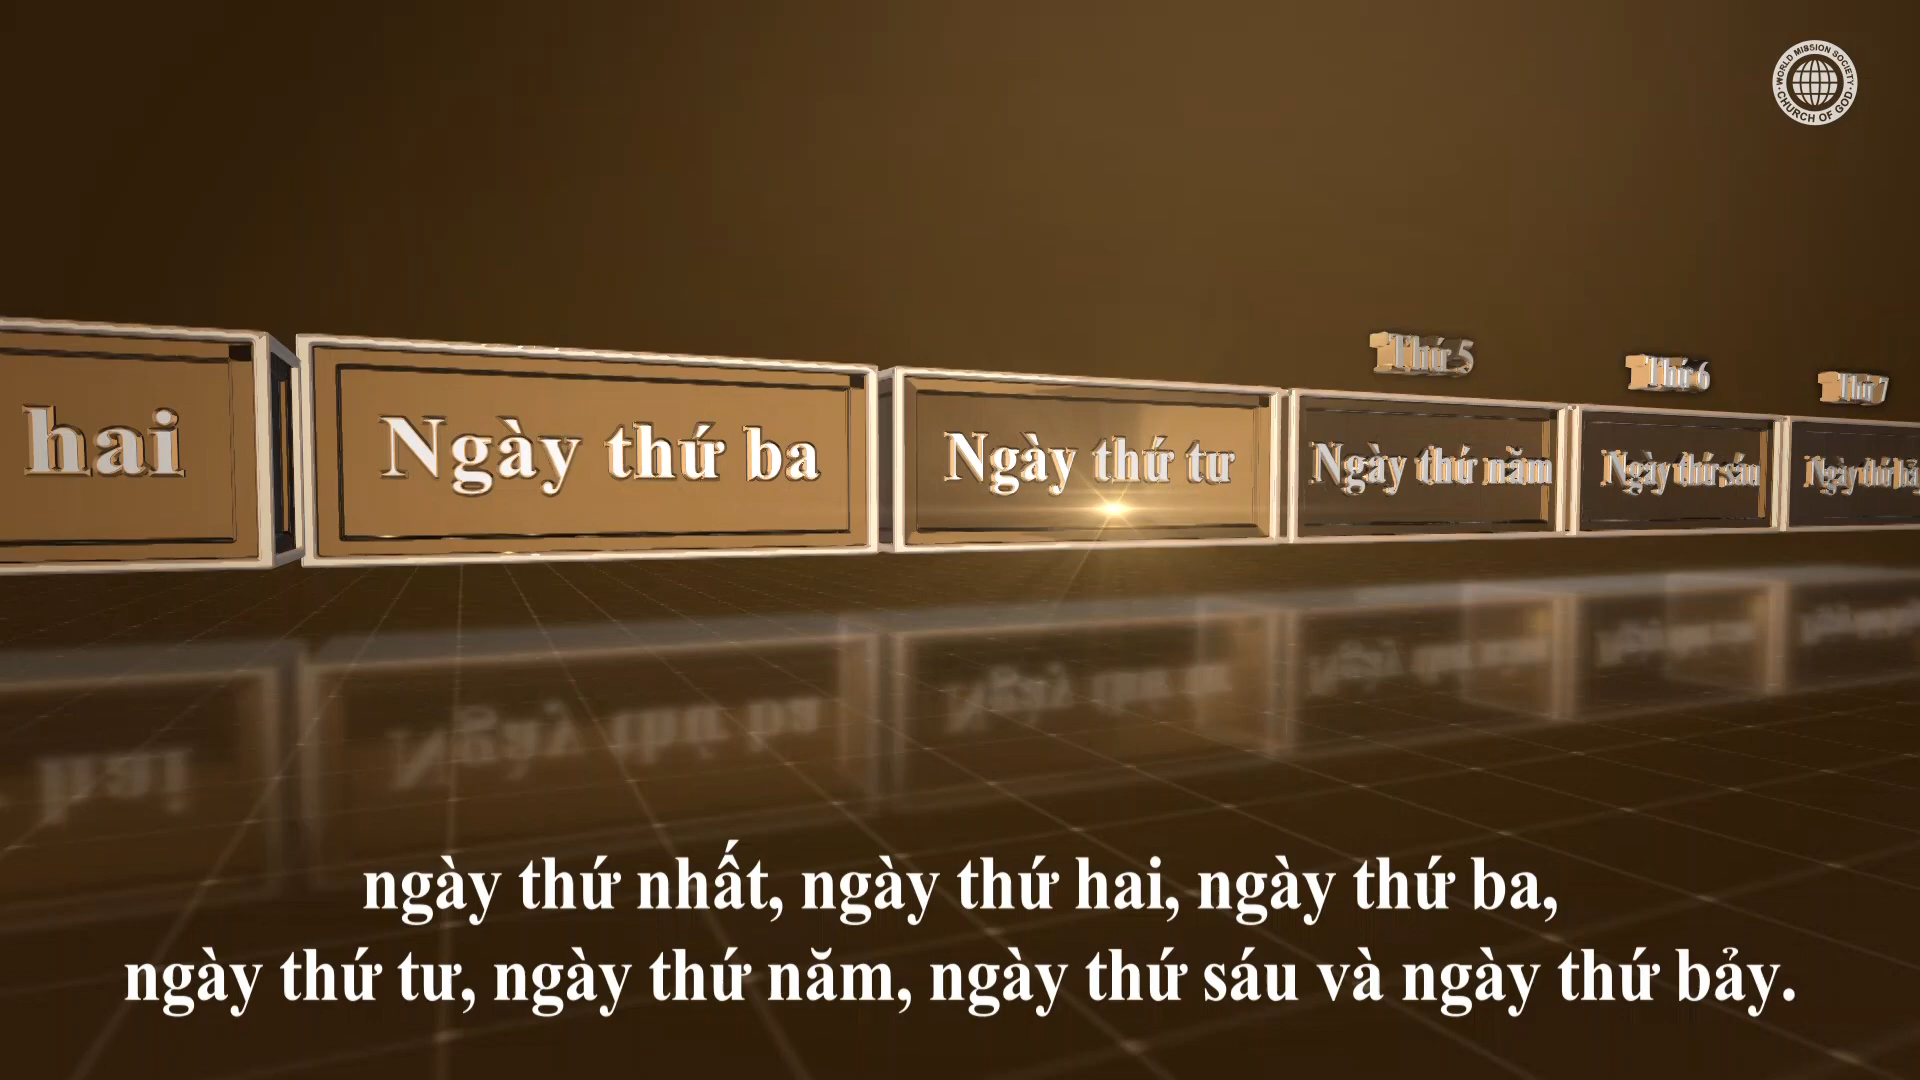 WORLD MISSION SOCIETY
CHURCH OF GOD
Thứ 5
Thứ 6
Thứ 7
hai
Ngày thứ ba
Ngày thứ tư
Ngày thứ năm
Ngày thứ sáu
Ngày thứ
ngày thứ nhất, ngày thứ hai, ngày thứ ba,
ngày thứ tư, ngày thứ năm, ngày thứ sáu và ngày thứ bảy.